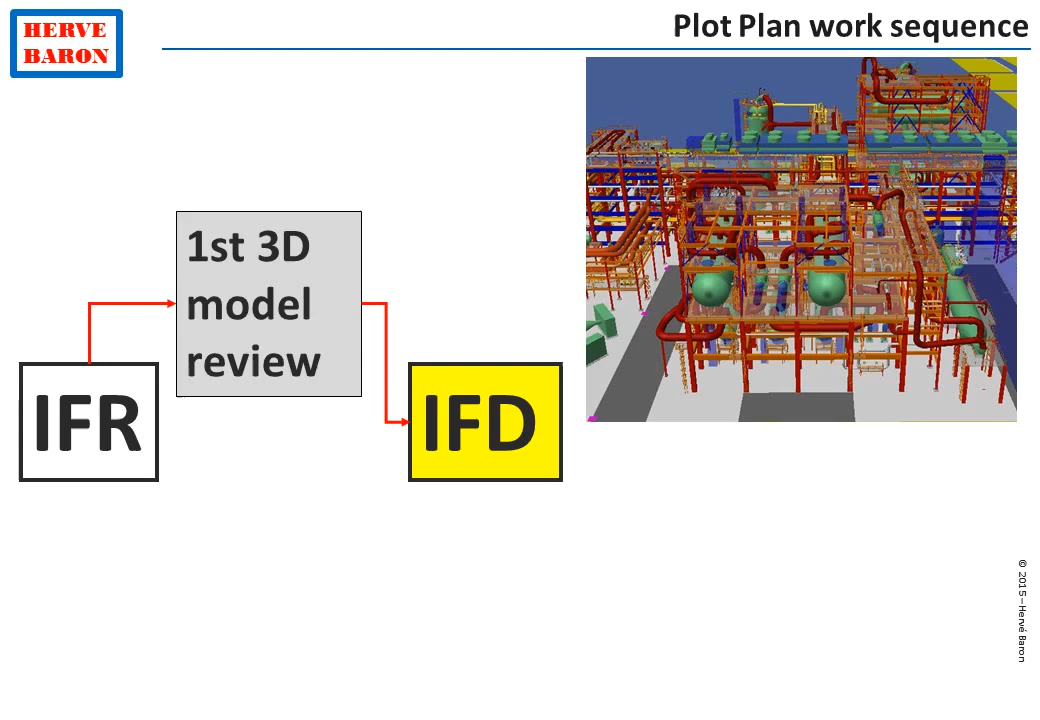 HERVE
BARON
Plot Plan work sequence
1st 3D
model
review
IFR
IFD
© 2015 – Hervé Baron